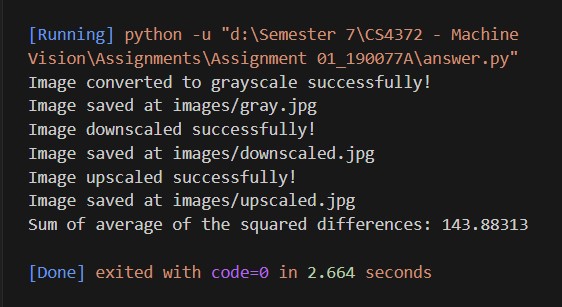 [Running] python -u "d:\Semester 7\CS4372 - Machine
Vision\Assignments\Assignment 01_190077A\answer.py"
Image converted to grayscale successfully!
Image saved at images/gray.jpg
Image downscaled successfully!
Image saved at images/downscaled.jpg
Image upscaled successfully!
Image saved at images/upscaled.jpg
Sum of average of the squared differences: 143.88313
[Done] exited with code=0 in 2.664 seconds